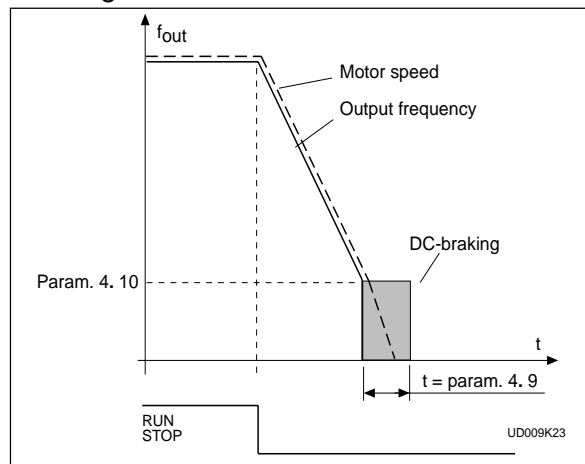 fout
Motor speed
Output frequency
DC-braking
Param. 4. 10
t
t = param. 4. 9
RUN
STOP
UD009K23